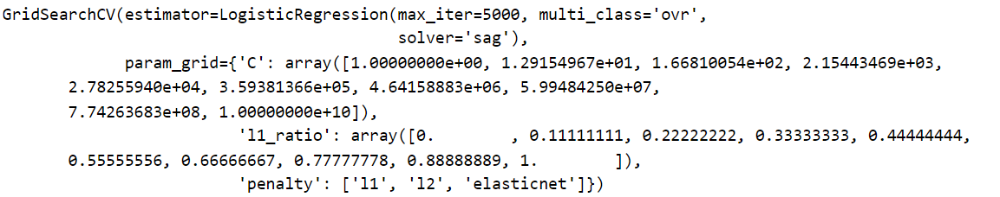 GridSearchCV(estimator=LogisticRegression(max_iter=5000, multi_class='ovr',
solver='sag'),
param_grid={'C': array([1.00000000e+00, 1.29154967e+01, 1.66810054e+02, 2.15443469e+03,
2.78255940e+04, 3.59381366e+05, 4.64158883e+06, 5.99484250e+07,
7.74263683e+08, 1.00000000e+10]),
'l1_ratio': array([0.        , 0.11111111, 0.22222222, 0.33333333, 0.44444444,
0.55555556, 0.66666667, 0.77777778, 0.88888889, 1.        ]),
'penalty': ['l1', 'l2', 'elasticnet']})